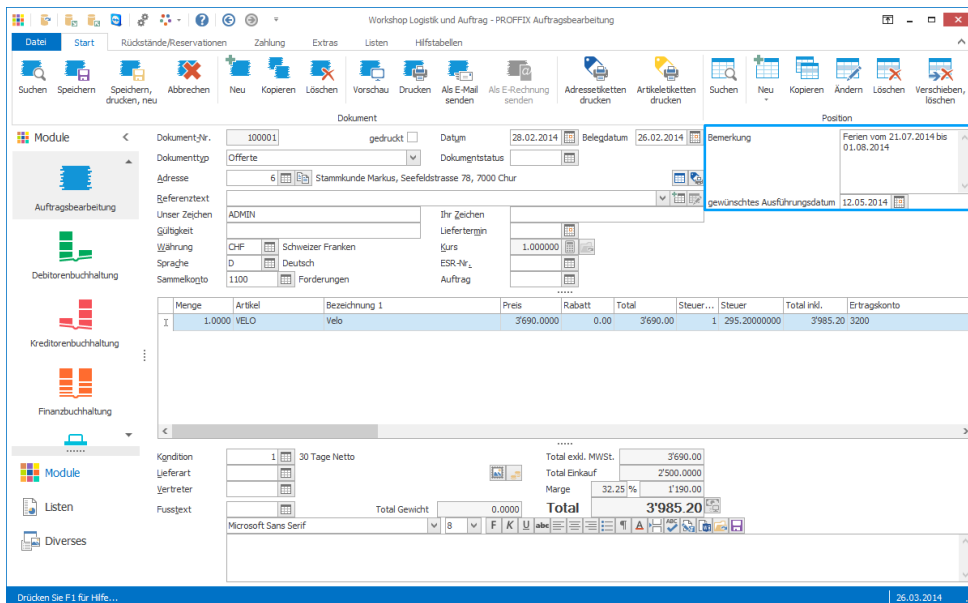 Workshop Logistik und Auftrag - PROFFIX Auftragsbearbeitung
Datei Start Rückstände/Reservationen Zahlung Extras Listen Hilfstabellen
Suchen Speichern Speichern, drucken, neu Abbrechen Neu Kopieren Löschen Vorschau Drucken Als E-Mail senden Als E-Rechnung senden Adressetiketten drucken Artikeletiketten drucken Suchen Neu Kopieren Ändern Löschen Verschieben, löschen
Dokument Position
Module
Auftragsbearbeitung
Debitorenbuchhaltung
Kreditorenbuchhaltung
Finanzbuchhaltung
Module
Listen
Diverses
Dokument-Nr. 100001 gedruckt Datum 28.02.2014 Belegdatum 26.02.2014
Dokumenttyp Offerte Dokumentstatus
Adresse 6 Stammkunde Markus, Seefeldstrasse 78, 7000 Chur
Referenztext
Unser Zeichen ADMIN Ihr Zeichen
Gültigkeit Liefertermin
Währung CHF Schweizer Franken Kurs 1.000000
Sprache D Deutsch ESR-Nr.
Sammelkonto 1100 Forderungen Auftrag
Bemerkung Ferien vom 21.07.2014 bis
01.08.2014
gewünschtes Ausführungsdatum 12.05.2014
Menge Artikel Bezeichnung 1 Preis Rabatt Total Steuer... Steuer Total inkl. Ertragskonto
1.0000 VELO Velo 3'690.0000 0.00 3'690.00 1 295.20000000 3'985.20 3200
Kondition 1 30 Tage Netto Total exkl. MWSt. 3'690.00
Lieferart Total Einkauf 2'500.0000
Vertreter Marge 32.25 % 1'190.00
Fusstext Total Gewicht 0.0000 Total 3'985.20
Microsoft Sans Serif 8 F K U abc A ABC
Drücken Sie F1 für Hilfe... 26.03.2014